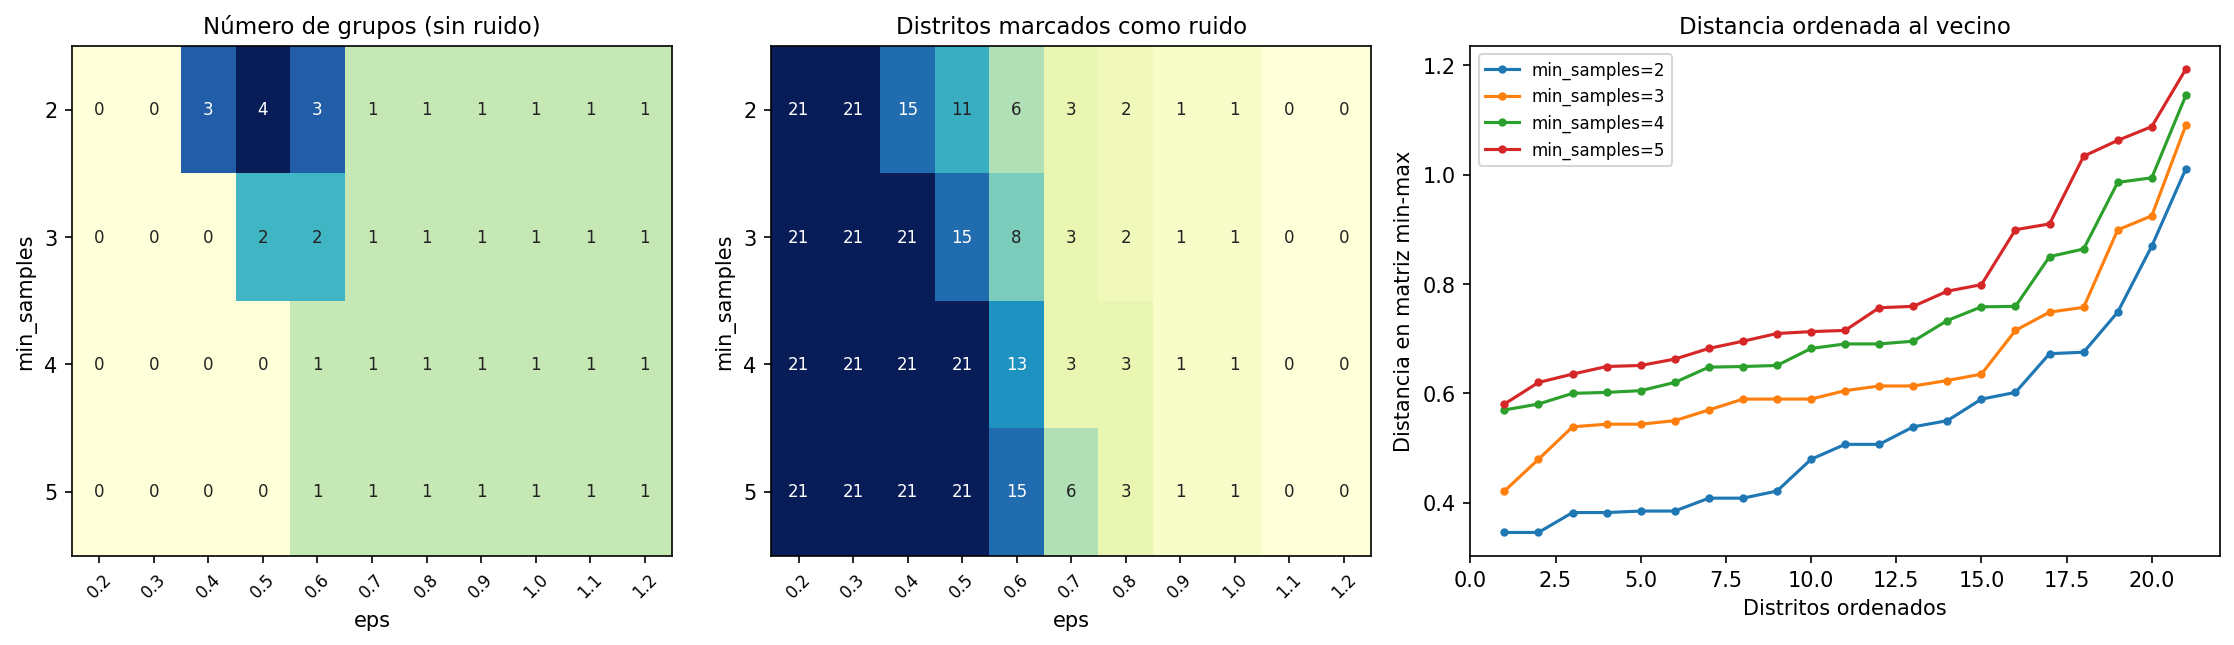 Número de grupos (sin ruido)
2 0 0 3 4 3 1 1 1 1 1 1
3 0 0 0 2 2 1 1 1 1 1 1
4 0 0 0 0 1 1 1 1 1 1 1
5 0 0 0 0 1 1 1 1 1 1 1
min_samples
0.2 0.3 0.4 0.5 0.6 0.7 0.8 0.9 1.0 1.1 1.2
eps
Distritos marcados como ruido
2 21 21 15 11 6 3 2 1 1 0 0
3 21 21 21 15 8 3 2 1 1 0 0
4 21 21 21 21 13 3 3 1 1 0 0
5 21 21 21 21 15 6 3 1 1 0 0
min_samples
0.2 0.3 0.4 0.5 0.6 0.7 0.8 0.9 1.0 1.1 1.2
eps
Distancia ordenada al vecino
min_samples=2
min_samples=3
min_samples=4
min_samples=5
1.2
1.0
0.8
0.6
0.4
Distancia en matriz min-max
0.0 2.5 5.0 7.5 10.0 12.5 15.0 17.5 20.0
Distritos ordenados